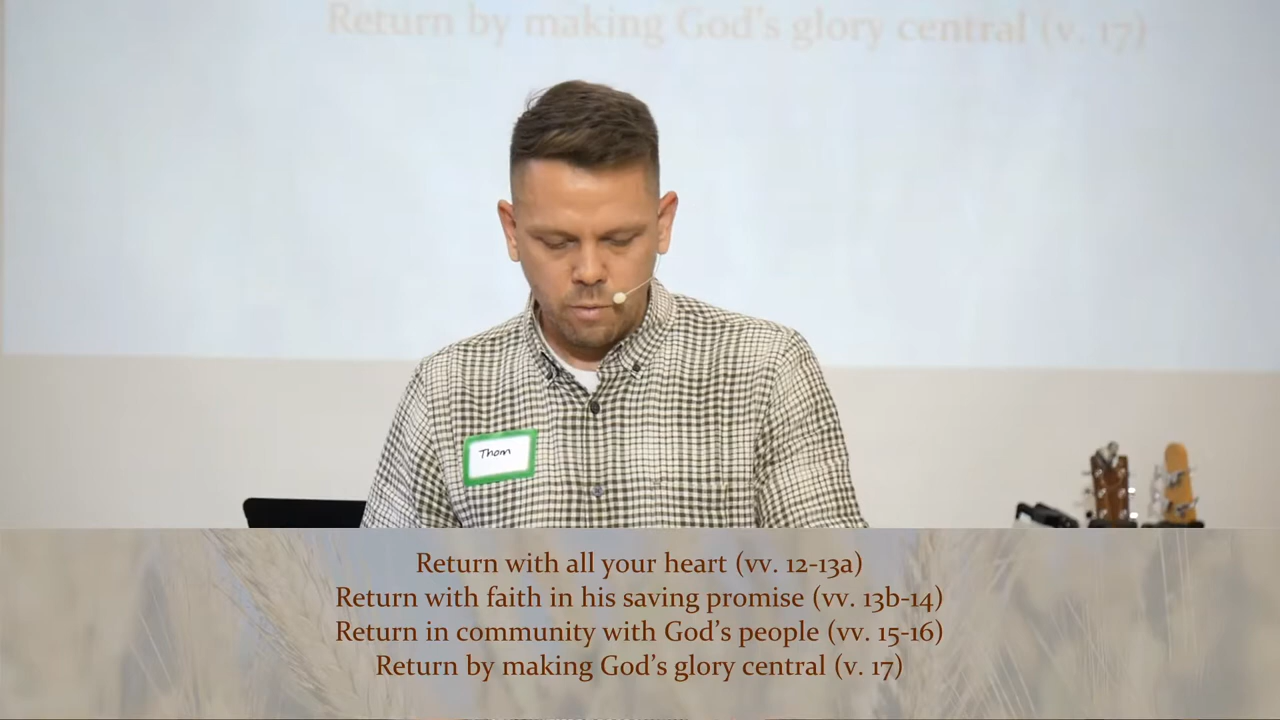 Return by making God's glory central (v. 17)
Thom
Return with all your heart (vv. 12-13a)
Return with faith in his saving promise (vv. 13b-14)
Return in community with God's people (vv. 15-16)
Return by making God's glory central (v. 17)